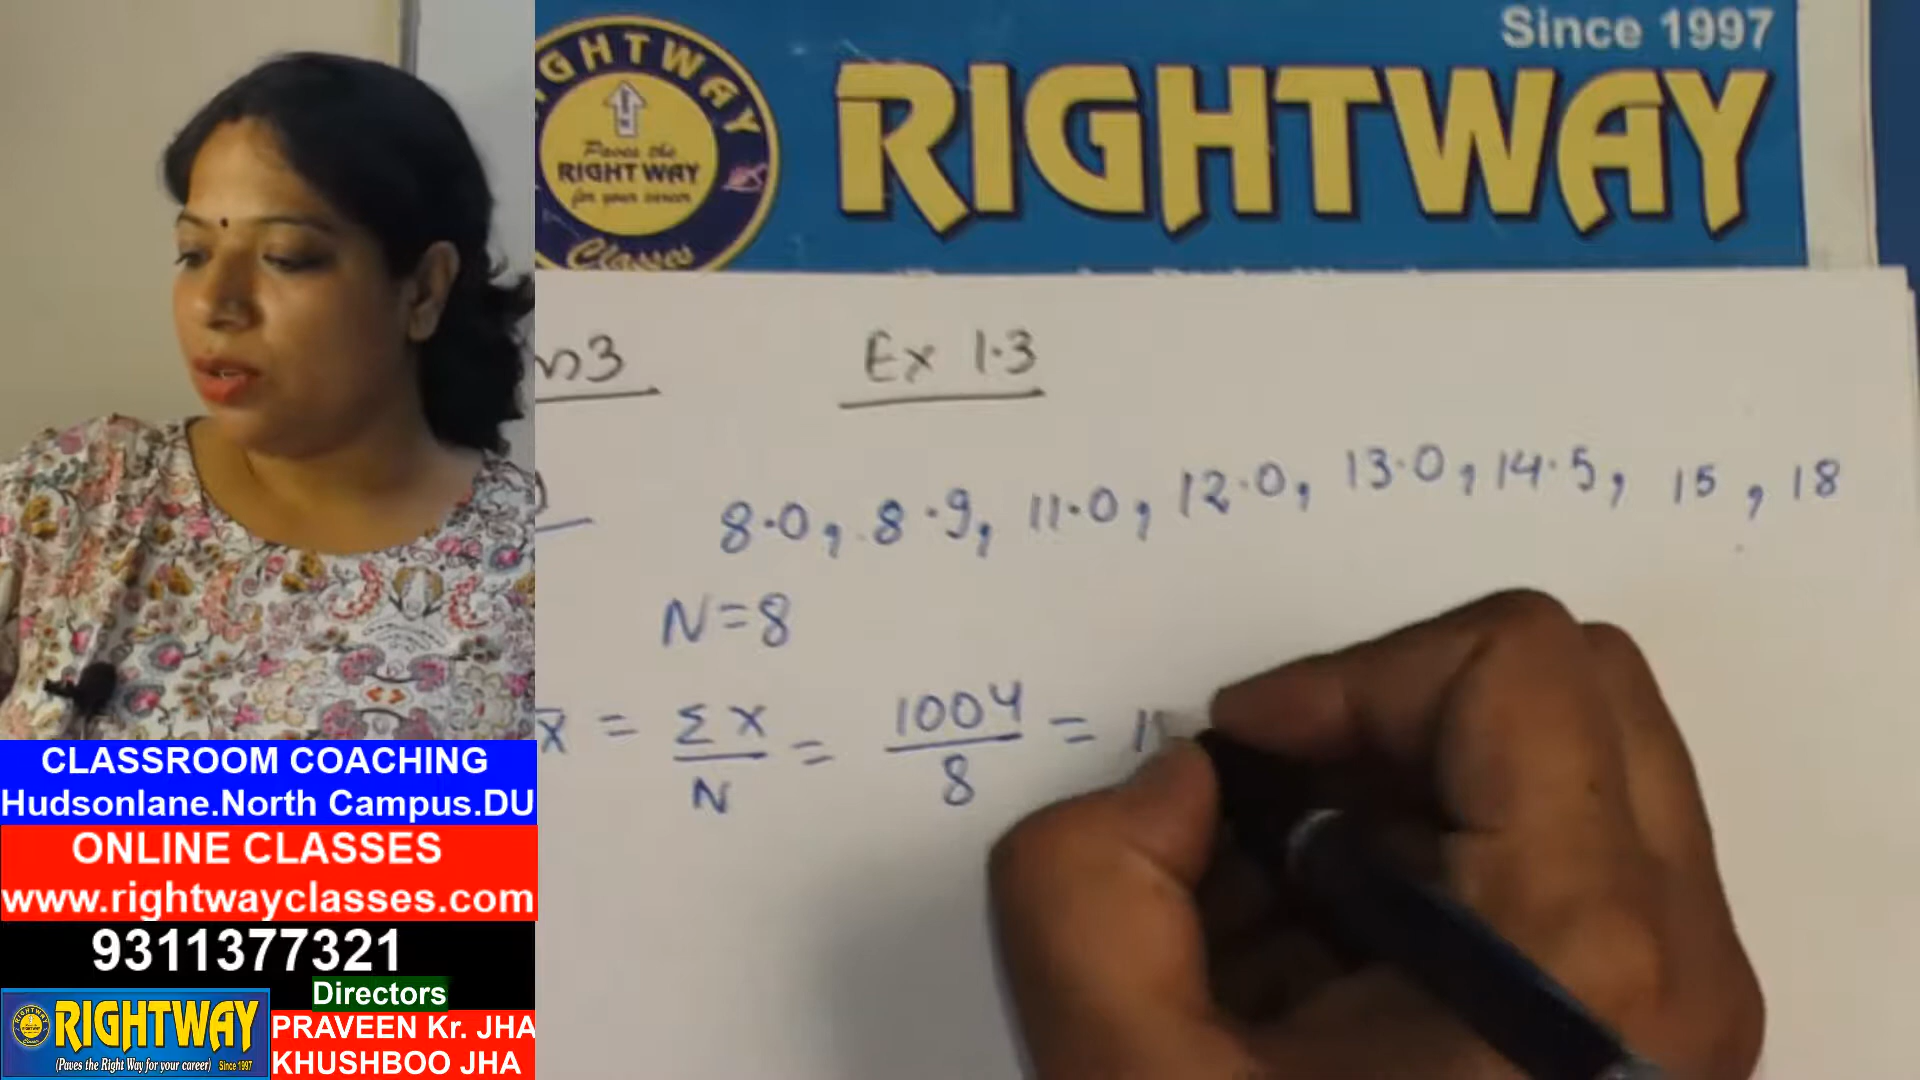 Since 1997
RIGHTWAY
RIGHTWAY
Paves the
RIGHT WAY
for your career
Classes
Ex 1.3
8.0, 8.9, 11.0, 12.0, 13.0, 14.5, 15, 18
N=8
x̄ = Σx/N = 1004/8 = 11
CLASSROOM COACHING
Hudsonlane.North Campus.DU
ONLINE CLASSES
www.rightwayclasses.com
9311377321
Directors
PRAVEEN Kr. JHA
KHUSHBOO JHA
RIGHTWAY
(Paves the Right Way for your career) Since 1997